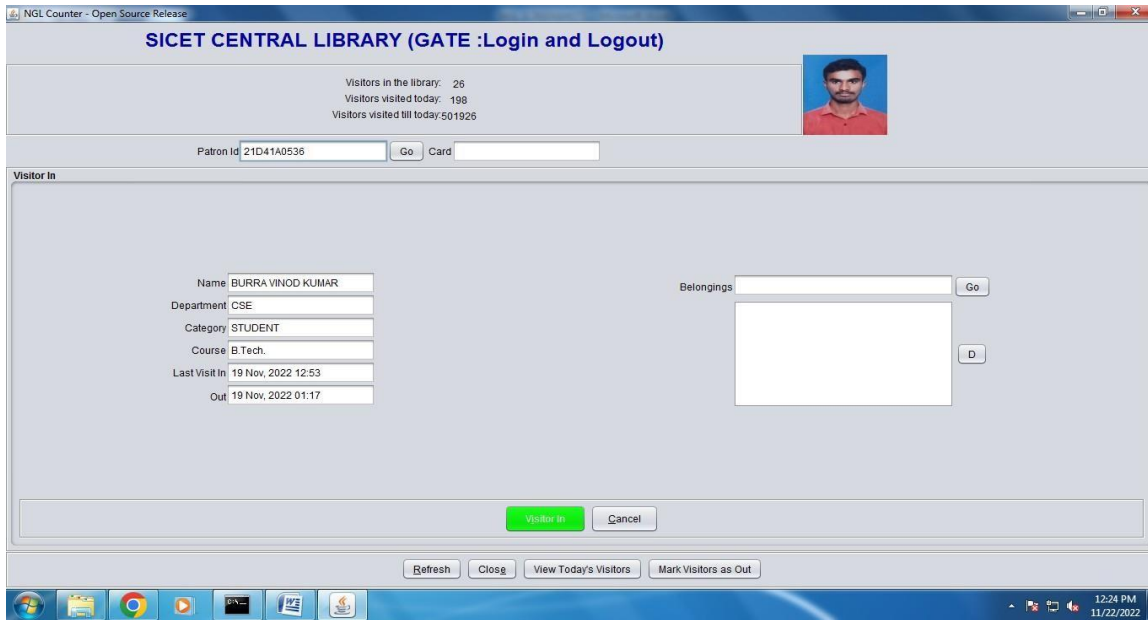 NGL Counter - Open Source Release
SICET CENTRAL LIBRARY (GATE :Login and Logout)
Visitors in the library: 26
Visitors visited today: 198
Visitors visited till today:501926
Patron Id 21D41A0536 Go Card
Visitor In
Name BURRA VINOD KUMAR
Belongings Go
Department CSE
Category STUDENT
Course B.Tech.
D
Last Visit In 19 Nov, 2022 12:53
Out 19 Nov, 2022 01:17
Visitor In Cancel
Refresh Close View Today's Visitors Mark Visitors as Out
12:24 PM
11/22/2022